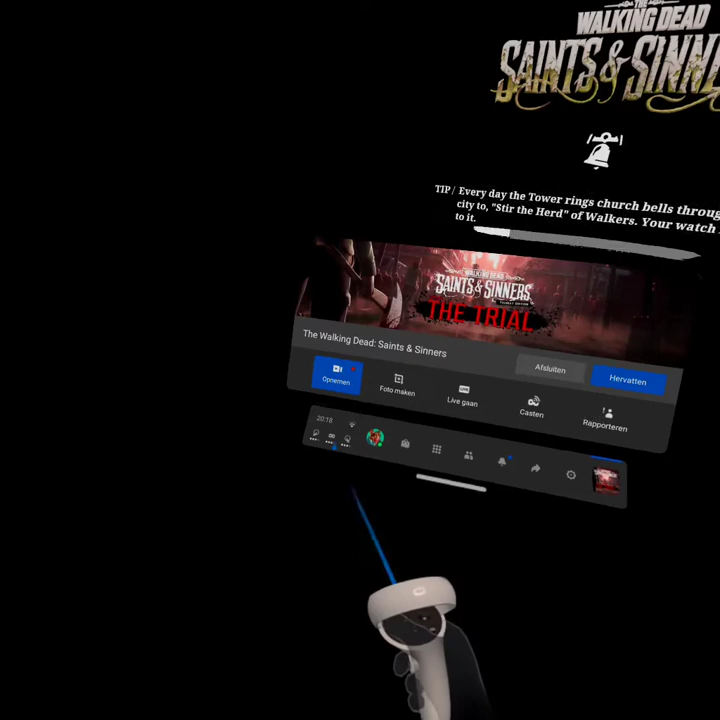 THE
WALKING DEAD
SAINTS & SINN
TIP / Every day the Tower rings church bells throug
city to, "Stir the Herd" of Walkers. Your watch
to it.
WALKING DEAD
SAINTS & SINNERS
THE TRIAL
The Walking Dead: Saints & Sinners
Afsluiten
Hervatten
Opnemen
Foto maken
Live gaan
Casten
Rapporteren
20:18